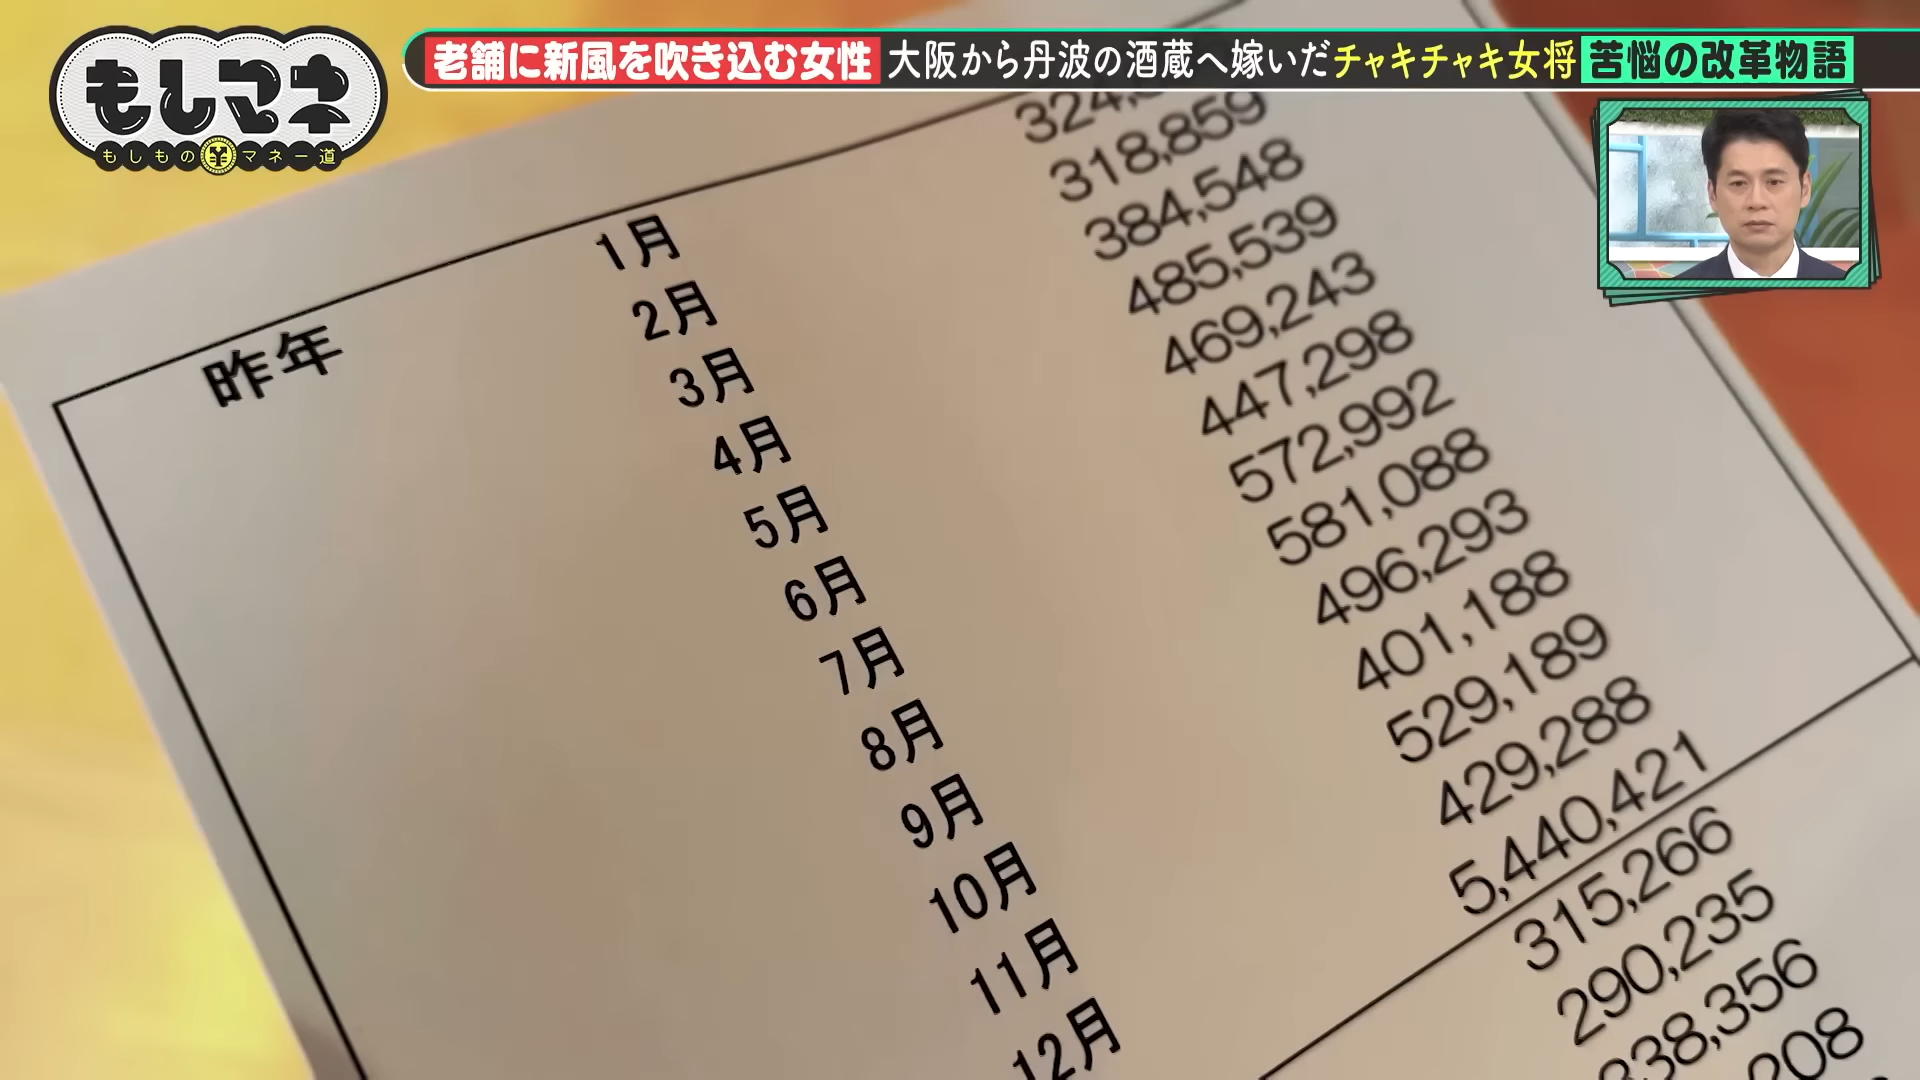 もしマネ
もしもの¥マネー道
老舗に新風を吹き込む女性 大阪から丹波の酒蔵へ嫁いだチャキチャキ女将 苦悩の改革物語
昨年
1月
2月
3月
4月
5月
6月
7月
8月
9月
10月
11月
12月
318,859
384,548
485,539
469,243
447,298
572,992
581,088
496,293
401,188
529,189
429,288
5,440,421
315,266
290,235
338,356